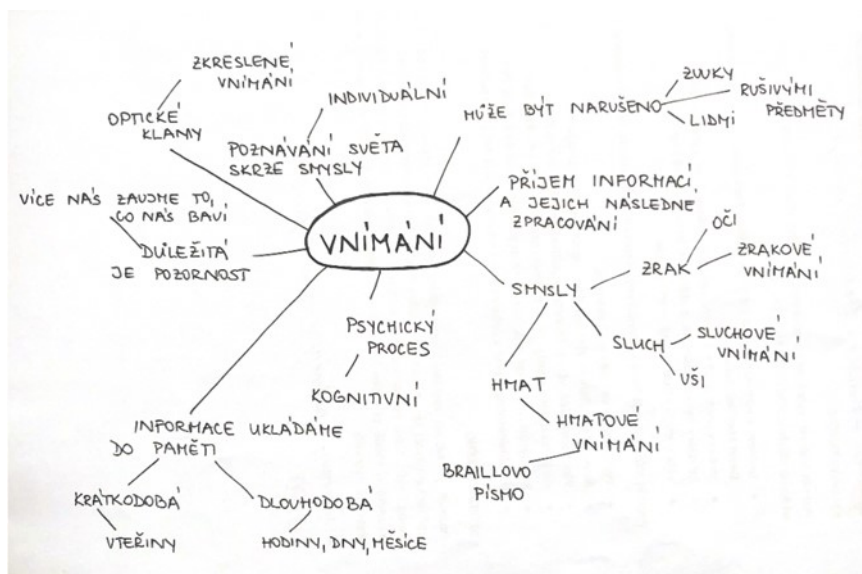 ZKRESLENÉ
VNÍMÁNÍ
OPTICKÉ
KLAMY
INDIVIDUÁLNÍ
POZNÁVÁNÍ SVĚTA
SKRZE SMYSLY
MŮŽE BÝT NARUŠENO
ZVUKY
RUŠIVÝMI
PŘEDMĚTY
LIDMI
VÍCE NÁS ZAUJME TO,
CO NÁS BAVÍ
DŮLEŽITÁ
JE POZORNOST
VNÍMÁNÍ
PŘÍJEM INFORMACÍ
A JEJICH NÁSLEDNÉ
ZPRACOVÁNÍ
SMYSLY
ZRAK
OČI
ZRAKOVÉ
VNÍMÁNÍ
SLUCH
SLUCHOVÉ
VNÍMÁNÍ
UŠI
HMAT
HMATOVÉ
VNÍMÁNÍ
BRAILLOVO
PÍSMO
PSYCHICKÝ
PROCES
KOGNITIVNÍ
INFORMACE UKLÁDÁME
DO PAMĚTI
KRÁTKODOBÁ
VTEŘINY
DLOUHODOBÁ
HODINY, DNY, MĚSÍCE